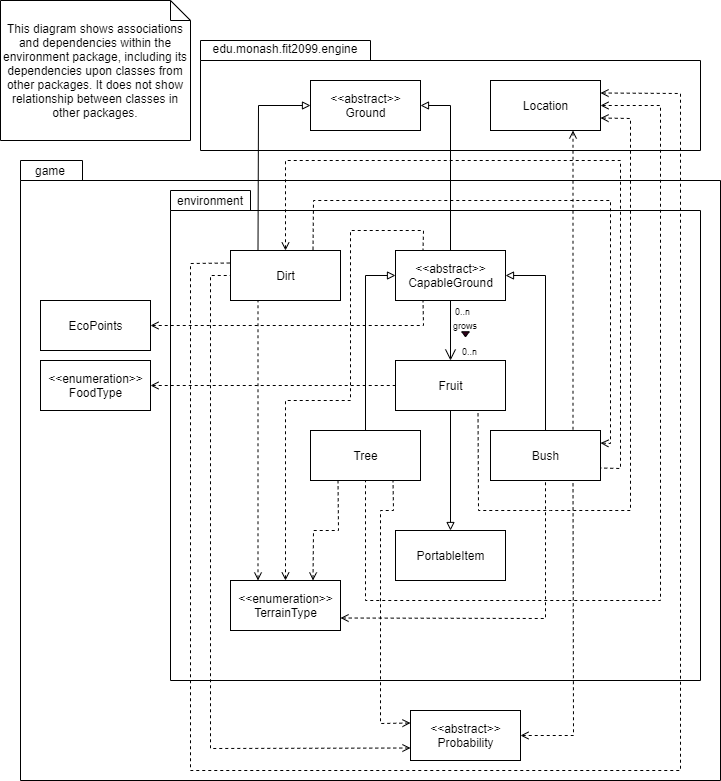 This diagram shows associations
and dependencies within the
environment package, including its
dependencies upon classes from
other packages. It does not show
relationship between classes in
other packages.
edu.monash.fit2099.engine
<<abstract>>
Ground
Location
game
environment
Dirt
<<abstract>>
CapableGround
EcoPoints
0..n
grows
0..n
<<enumeration>>
FoodType
Fruit
Tree
Bush
PortableItem
<<enumeration>>
TerrainType
<<abstract>>
Probability